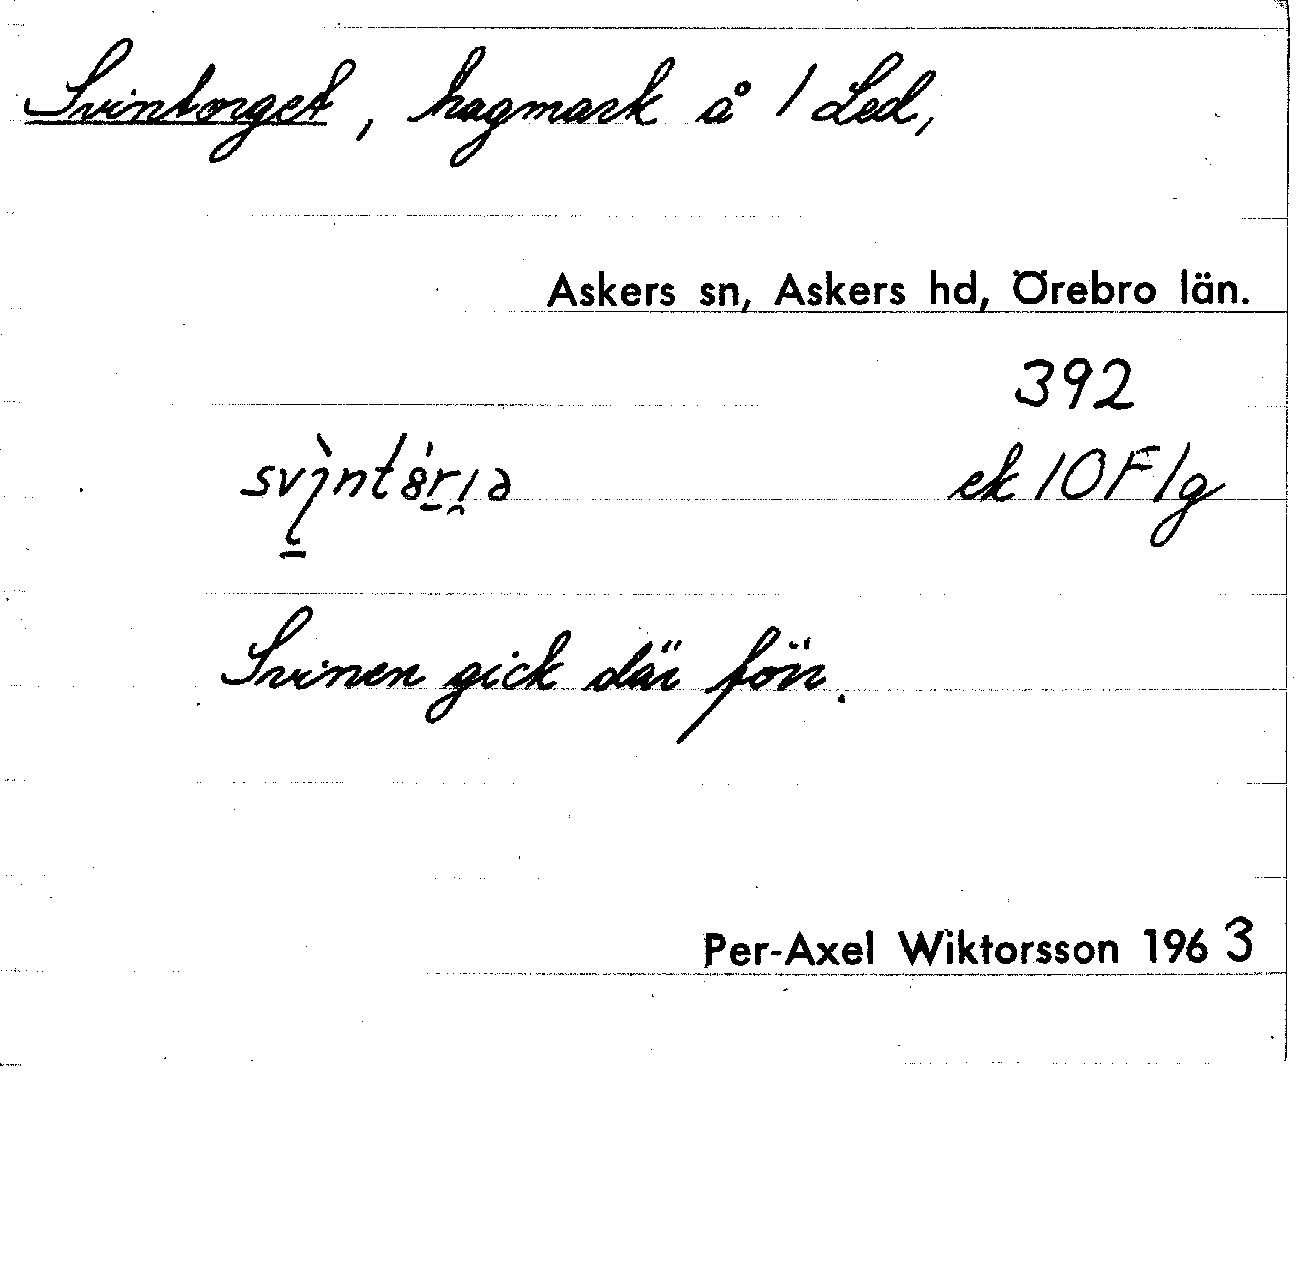 Svintorget, hagmark å 1 Led,
Askers sn, Askers hd, Örebro län.
392
ek 10F1g
Svinen gick där förr.
Per-Axel Wiktorsson 1963